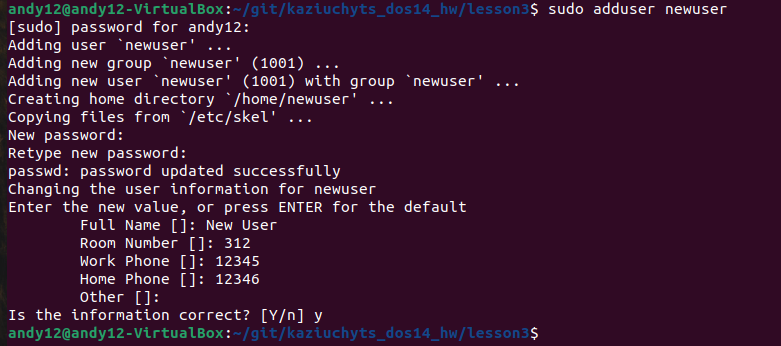 andy12@andy12-VirtualBox:~/git/kaziuchyts_dos14_hw/lesson3$ sudo adduser newuser
[sudo] password for andy12:
Adding user `newuser' ...
Adding new group `newuser' (1001) ...
Adding new user `newuser' (1001) with group `newuser' ...
Creating home directory `/home/newuser' ...
Copying files from `/etc/skel' ...
New password:
Retype new password:
passwd: password updated successfully
Changing the user information for newuser
Enter the new value, or press ENTER for the default
Full Name []: New User
Room Number []: 312
Work Phone []: 12345
Home Phone []: 12346
Other []:
Is the information correct? [Y/n] y
andy12@andy12-VirtualBox:~/git/kaziuchyts_dos14_hw/lesson3$